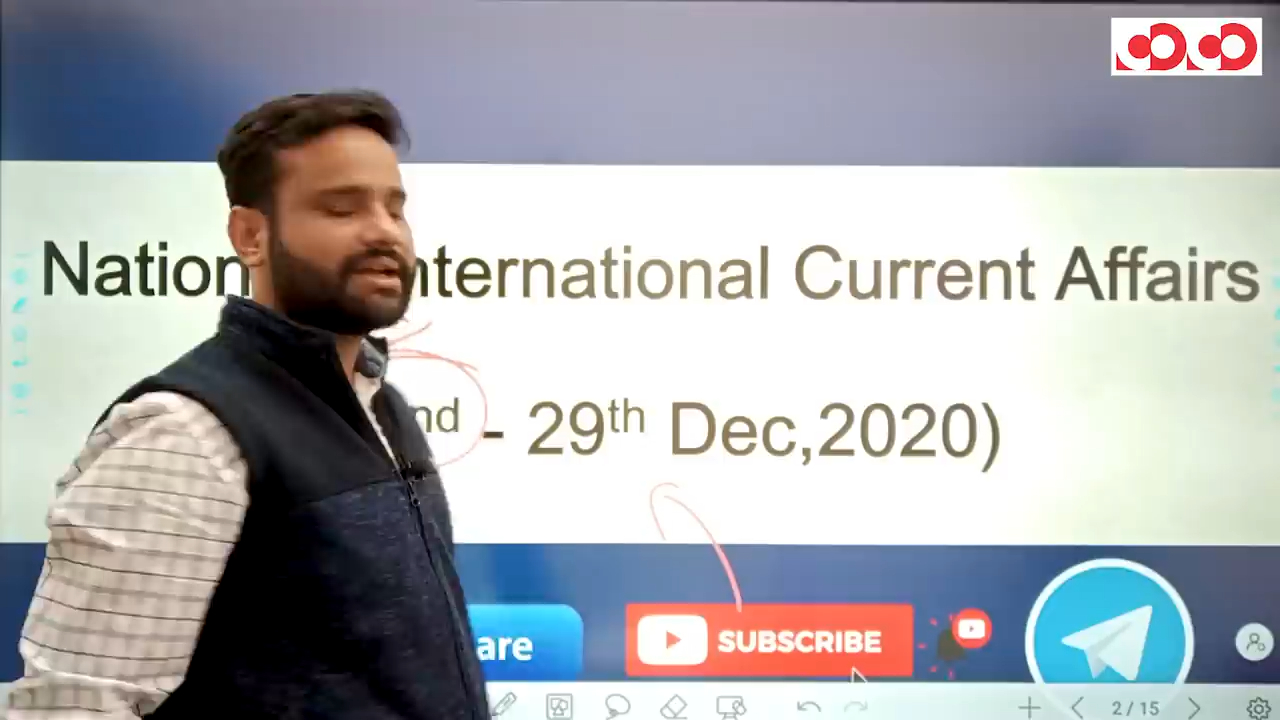 Nation nternational Current Affairs
nd - 29th Dec,2020)
are
SUBSCRIBE
2 / 15